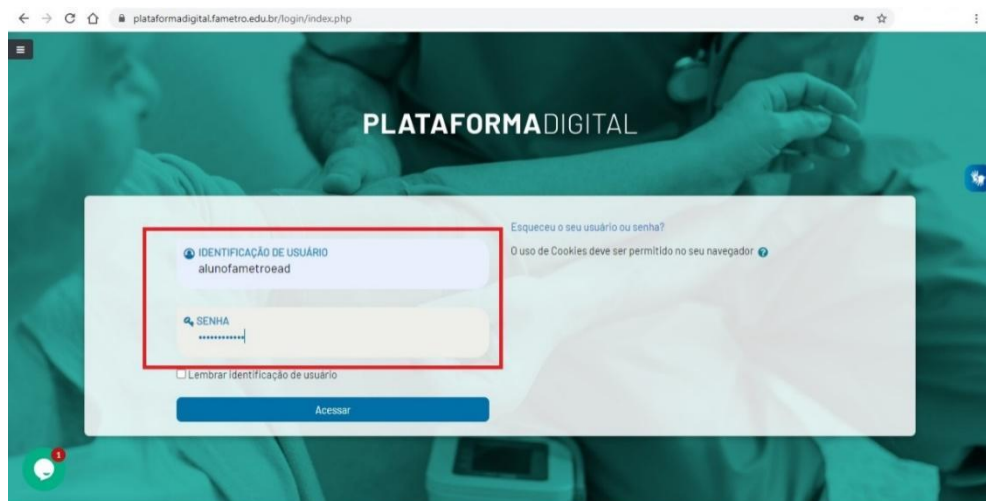 plataformadigital.fametro.edu.br/login/index.php
PLATAFORMADIGITAL
IDENTIFICAÇÃO DE USUÁRIO
alunofametroead
SENHA
••••••••••••
Lembrar identificação de usuário
Acessar
Esqueceu o seu usuário ou senha?
O uso de Cookies deve ser permitido no seu navegador
1